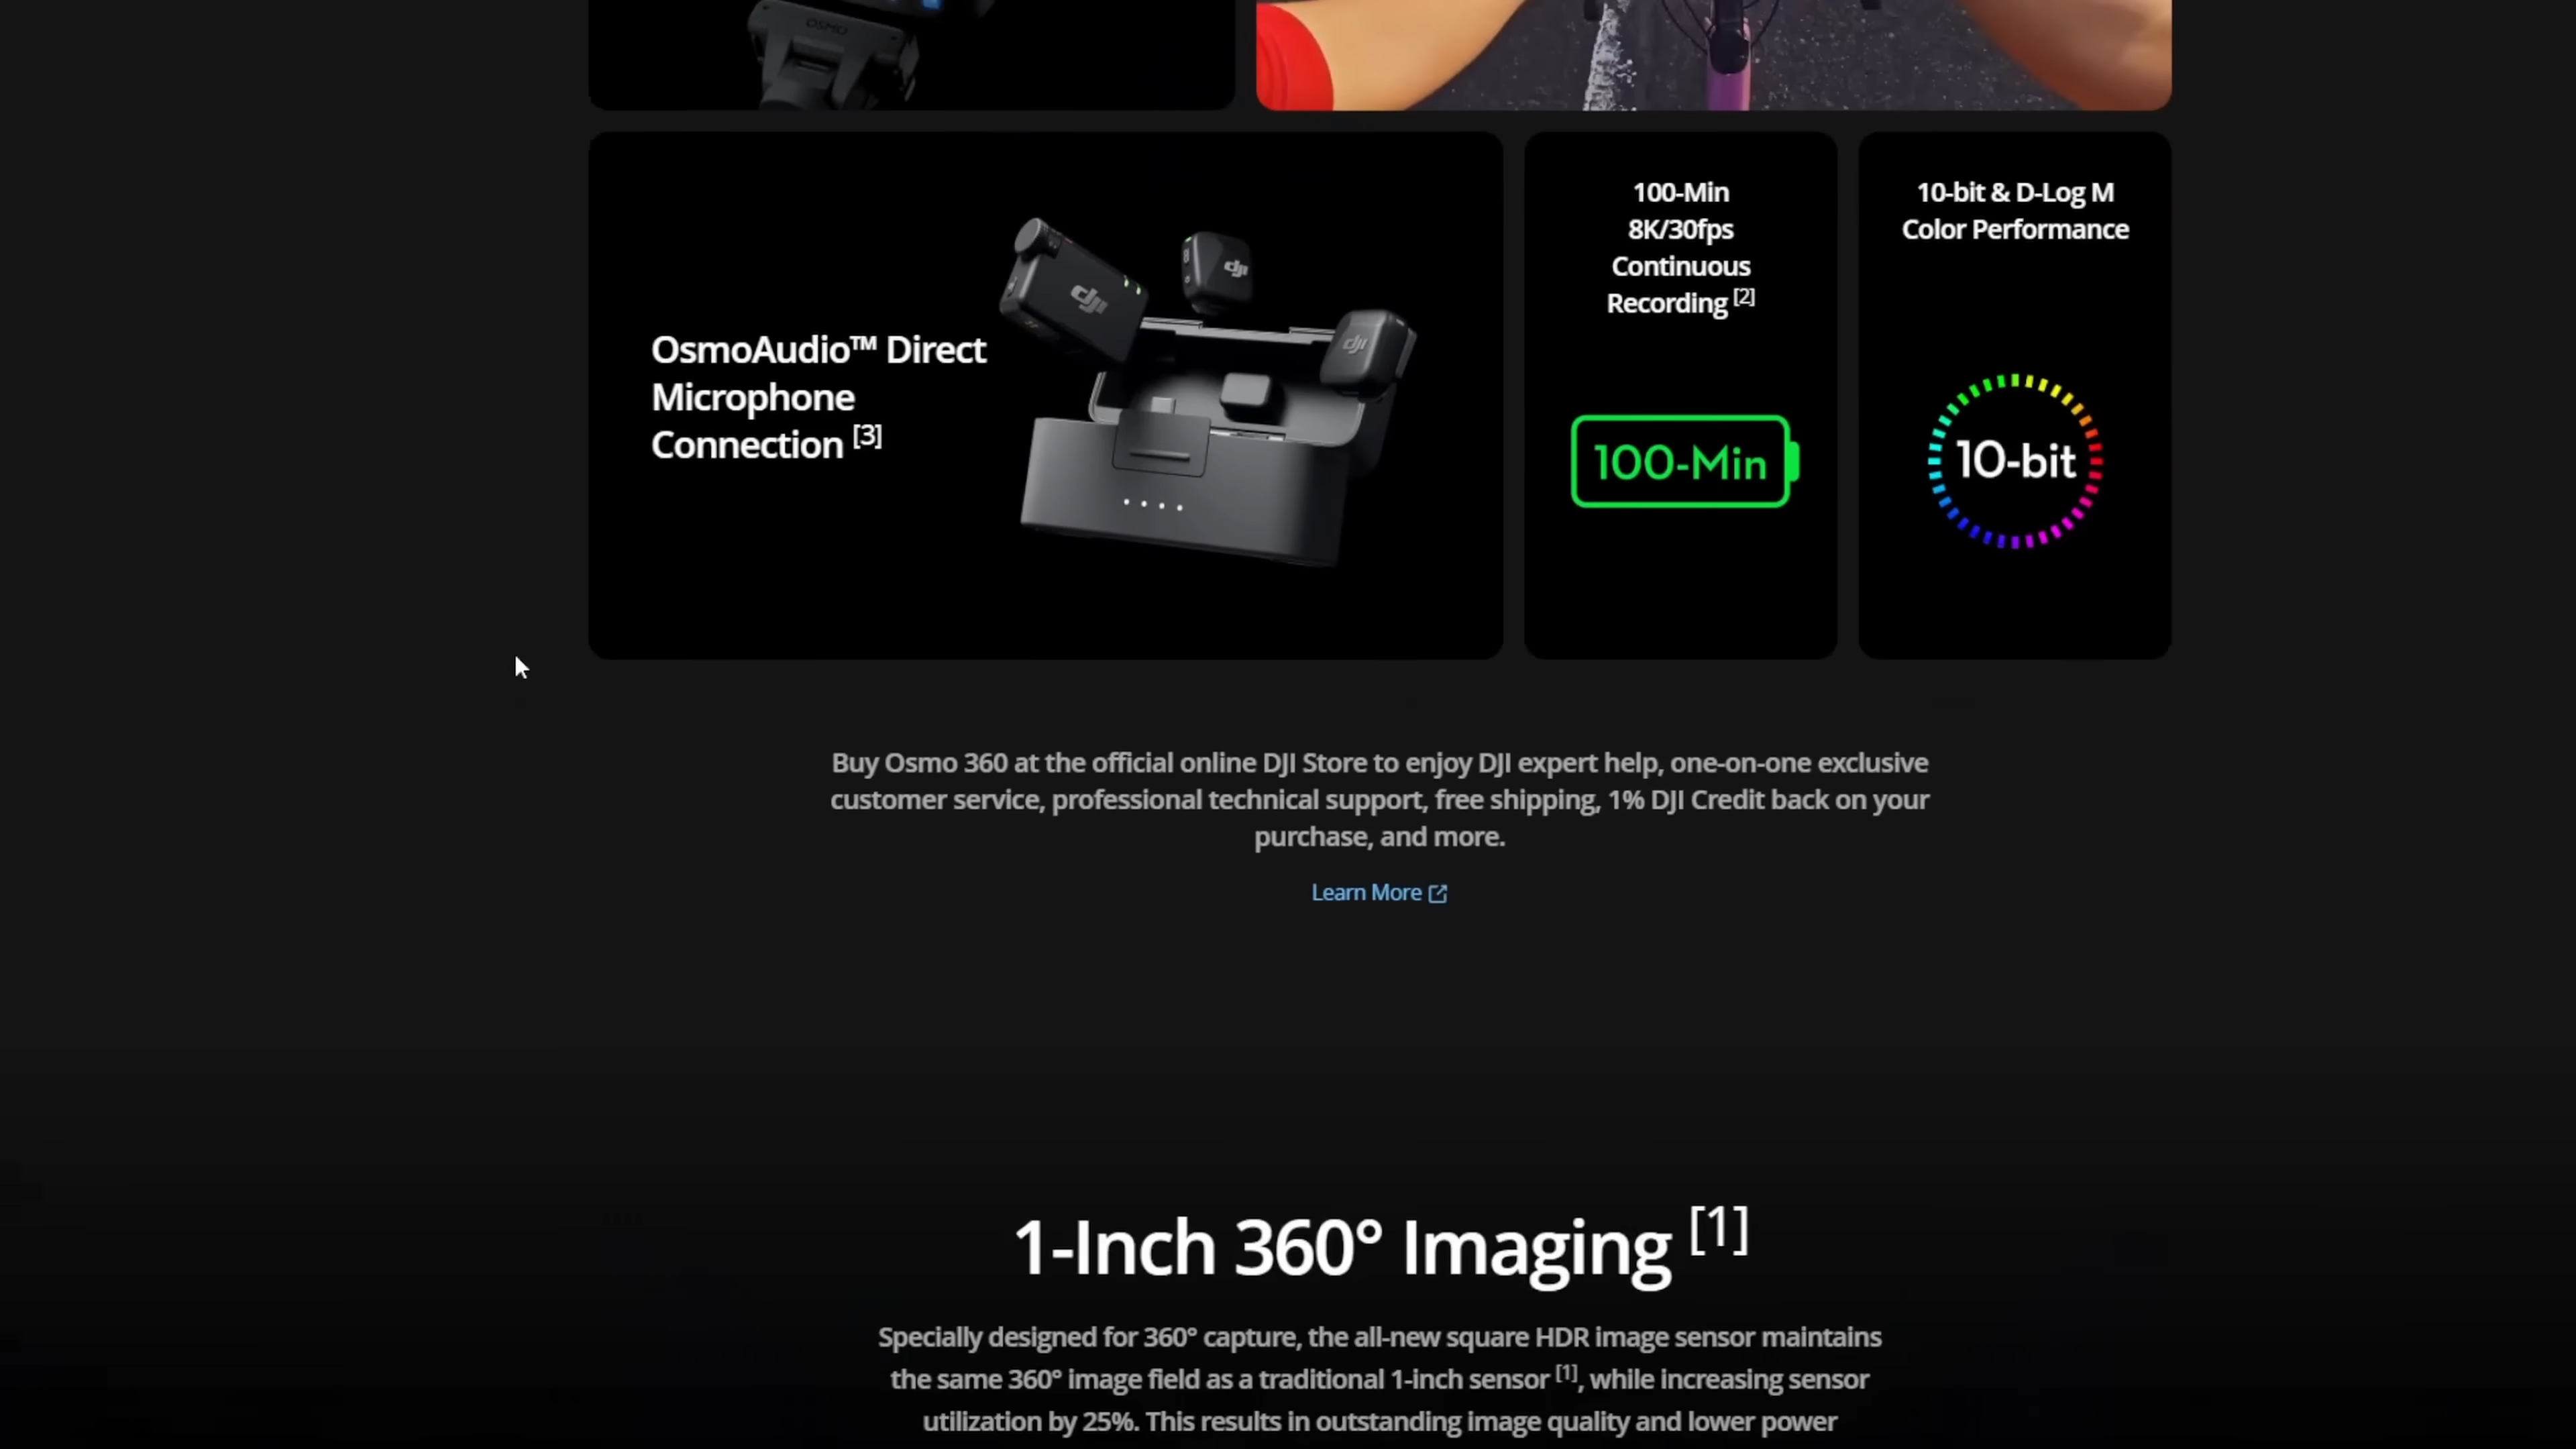 OSMO
OsmoAudio™ Direct
Microphone
Connection [3]
dji
dji
dji
100-Min
8K/30fps
Continuous
Recording [2]
100-Min
10-bit & D-Log M
Color Performance
10-bit
Buy Osmo 360 at the official online DJI Store to enjoy DJI expert help, one-on-one exclusive
customer service, professional technical support, free shipping, 1% DJI Credit back on your
purchase, and more.
Learn More
1-Inch 360° Imaging [1]
Specially designed for 360° capture, the all-new square HDR image sensor maintains
the same 360° image field as a traditional 1-inch sensor [1], while increasing sensor
utilization by 25%. This results in outstanding image quality and lower power